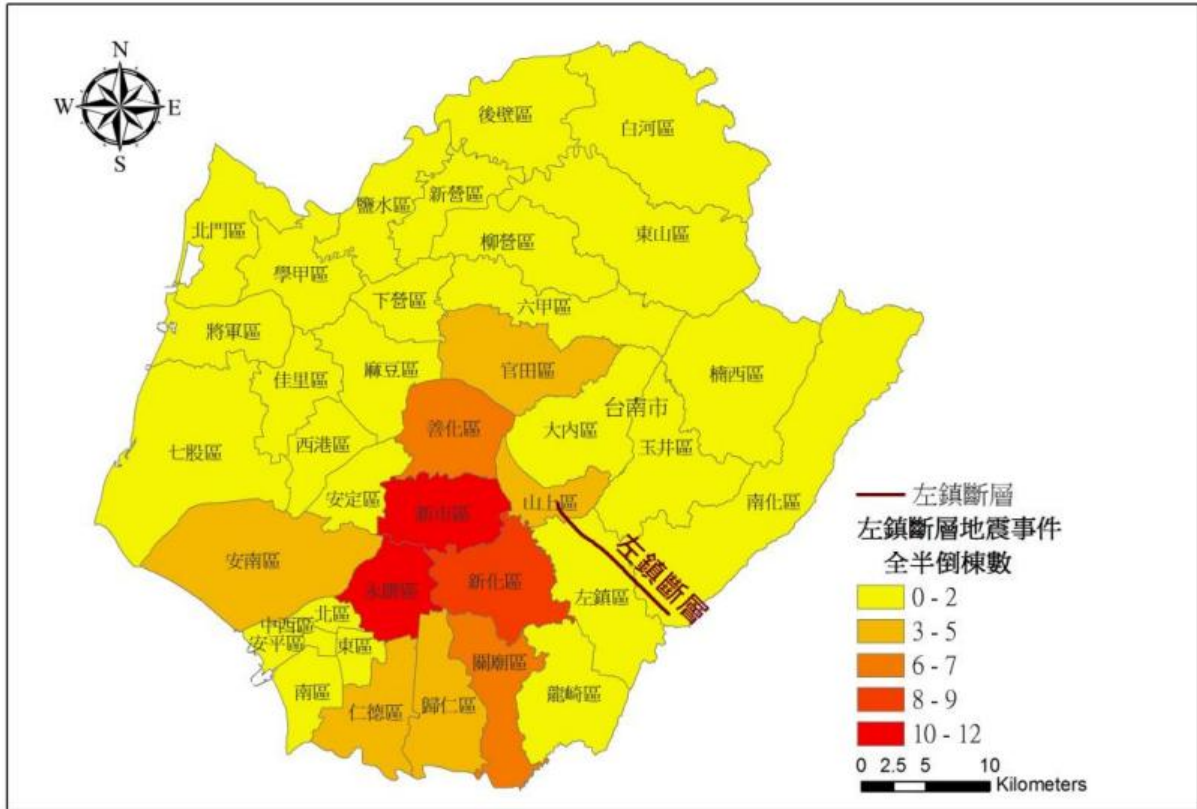 N
W
E
S
後壁區
白河區
新營區
鹽水區
北門區
柳營區
東山區
學甲區
下營區
六甲區
將軍區
官田區
麻豆區
楠西區
佳里區
台南市
善化區
大內區
西港區
玉井區
七股區
安定區
山上區
南化區
新市區
左鎮斷層
左鎮斷層
左鎮斷層地震事件
全半倒棟數
安南區
永康區
新化區
左鎮區
0 - 2
北區
中西區
安平區
東區
3 - 5
關廟區
6 - 7
南區
仁德區
歸仁區
龍崎區
8 - 9
10 - 12
0 2.5 5 10
Kilometers